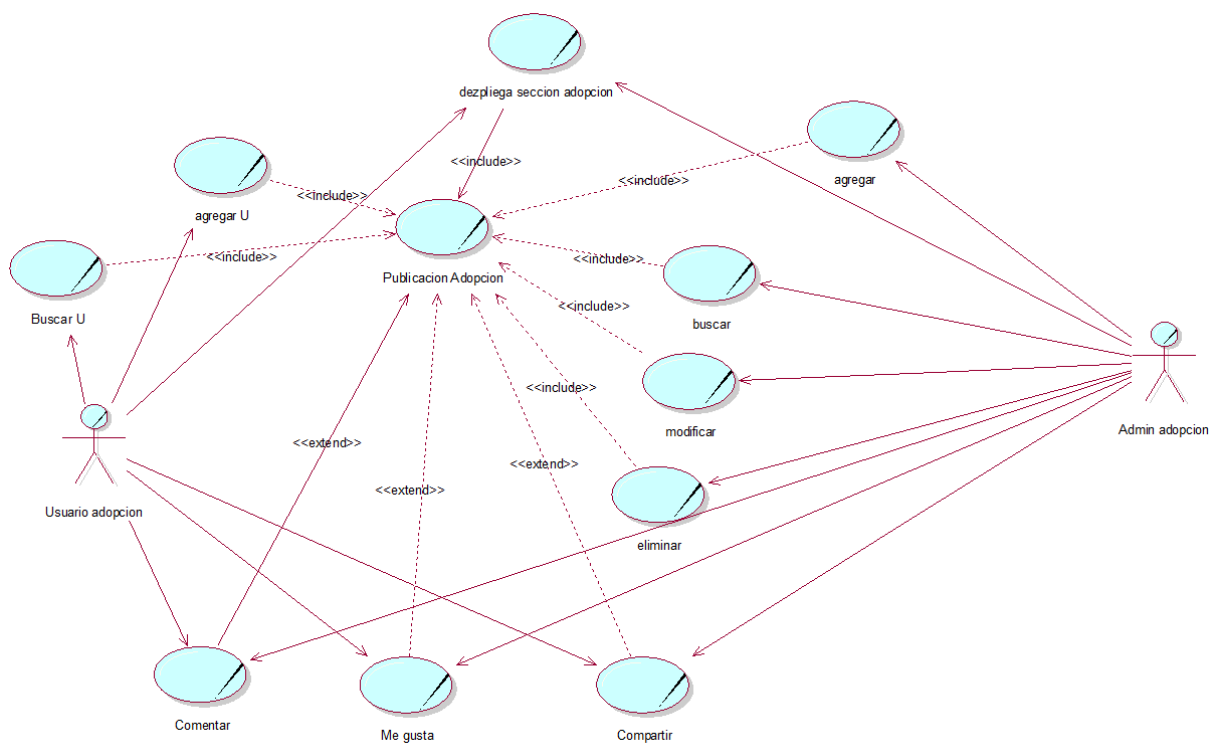 dezpliega seccion adopcion
<<include>>
agregar
<<include>>
agregar U
<<include>>
<<include>>
Buscar U
Publicacion Adopcion
<<include>>
buscar
<<include>>
modificar
<<include>>
Admin adopcion
<<extend>>
<<extend>>
<<extend>>
Usuario adopcion
eliminar
Comentar
Me gusta
Compartir